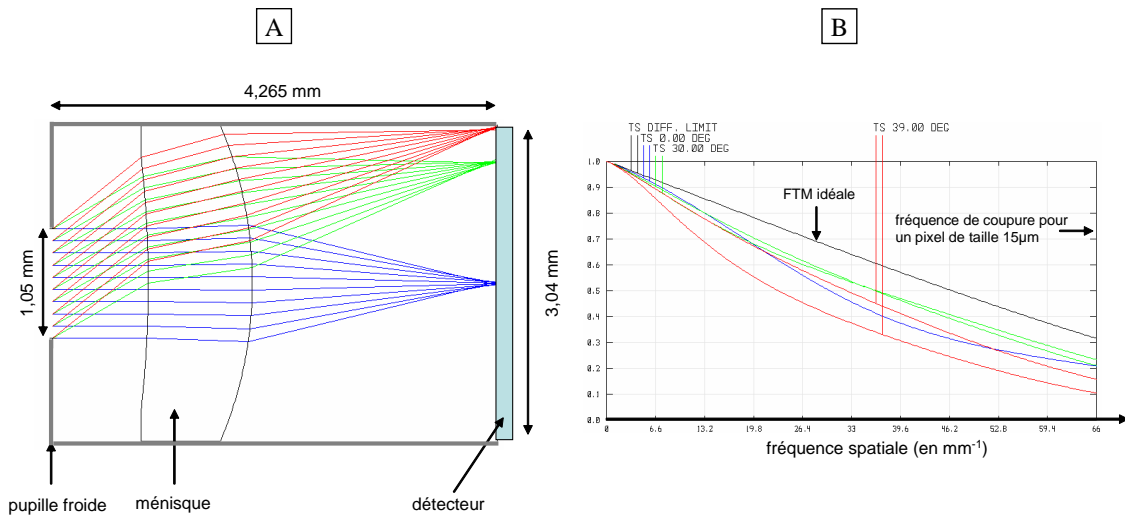 A
B
4,265 mm
1,05 mm
3,04 mm
pupille froide
ménisque
détecteur
TS DIFF. LIMIT
TS 0.00 DEG
TS 30.00 DEG
TS 39.00 DEG
FTM idéale
fréquence de coupure pour
un pixel de taille 15µm
1.0
0.9
0.8
0.7
0.6
0.5
0.4
0.3
0.2
0.1
0.0
0 6.6 13.2 19.8 26.4 33 39.6 46.2 52.8 59.4 66
fréquence spatiale (en mm-1)